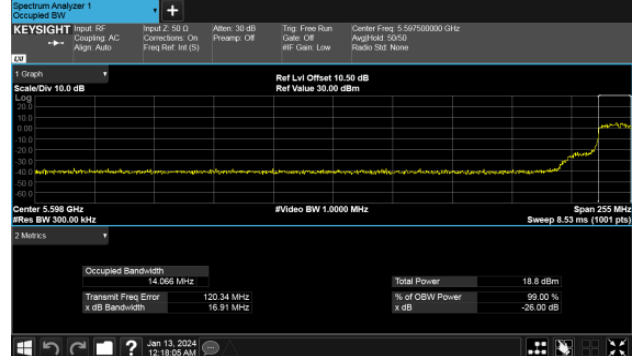 Spectrum Analyzer 1
Occupied BW
+
KEYSIGHT
Input: RF
Coupling: AC
Align: Auto
Input Z: 50 Ω
Corrections: On
Freq Ref: Int (S)
Atten: 30 dB
Preamp: Off
Trig: Free Run
Gate: Off
#IF Gain: Low
Center Freq: 5.597500000 GHz
Avg|Hold: 50/50
Radio Std: None
LXI
1 Graph
Scale/Div 10.0 dB
Ref Lvl Offset 10.50 dB
Ref Value 30.00 dBm
Log
20.0
10.0
0.00
-10.0
-20.0
-30.0
-40.0
-50.0
-60.0
Center 5.598 GHz
#Res BW 300.00 kHz
#Video BW 1.0000 MHz
Span 255 MHz
Sweep 8.53 ms (1001 pts)
2 Metrics
Occupied Bandwidth
14.066 MHz
Transmit Freq Error 120.34 MHz
x dB Bandwidth 16.91 MHz
Total Power 18.8 dBm
% of OBW Power 99.00 %
x dB -26.00 dB
?
Jan 13, 2024
12:18:05 AM